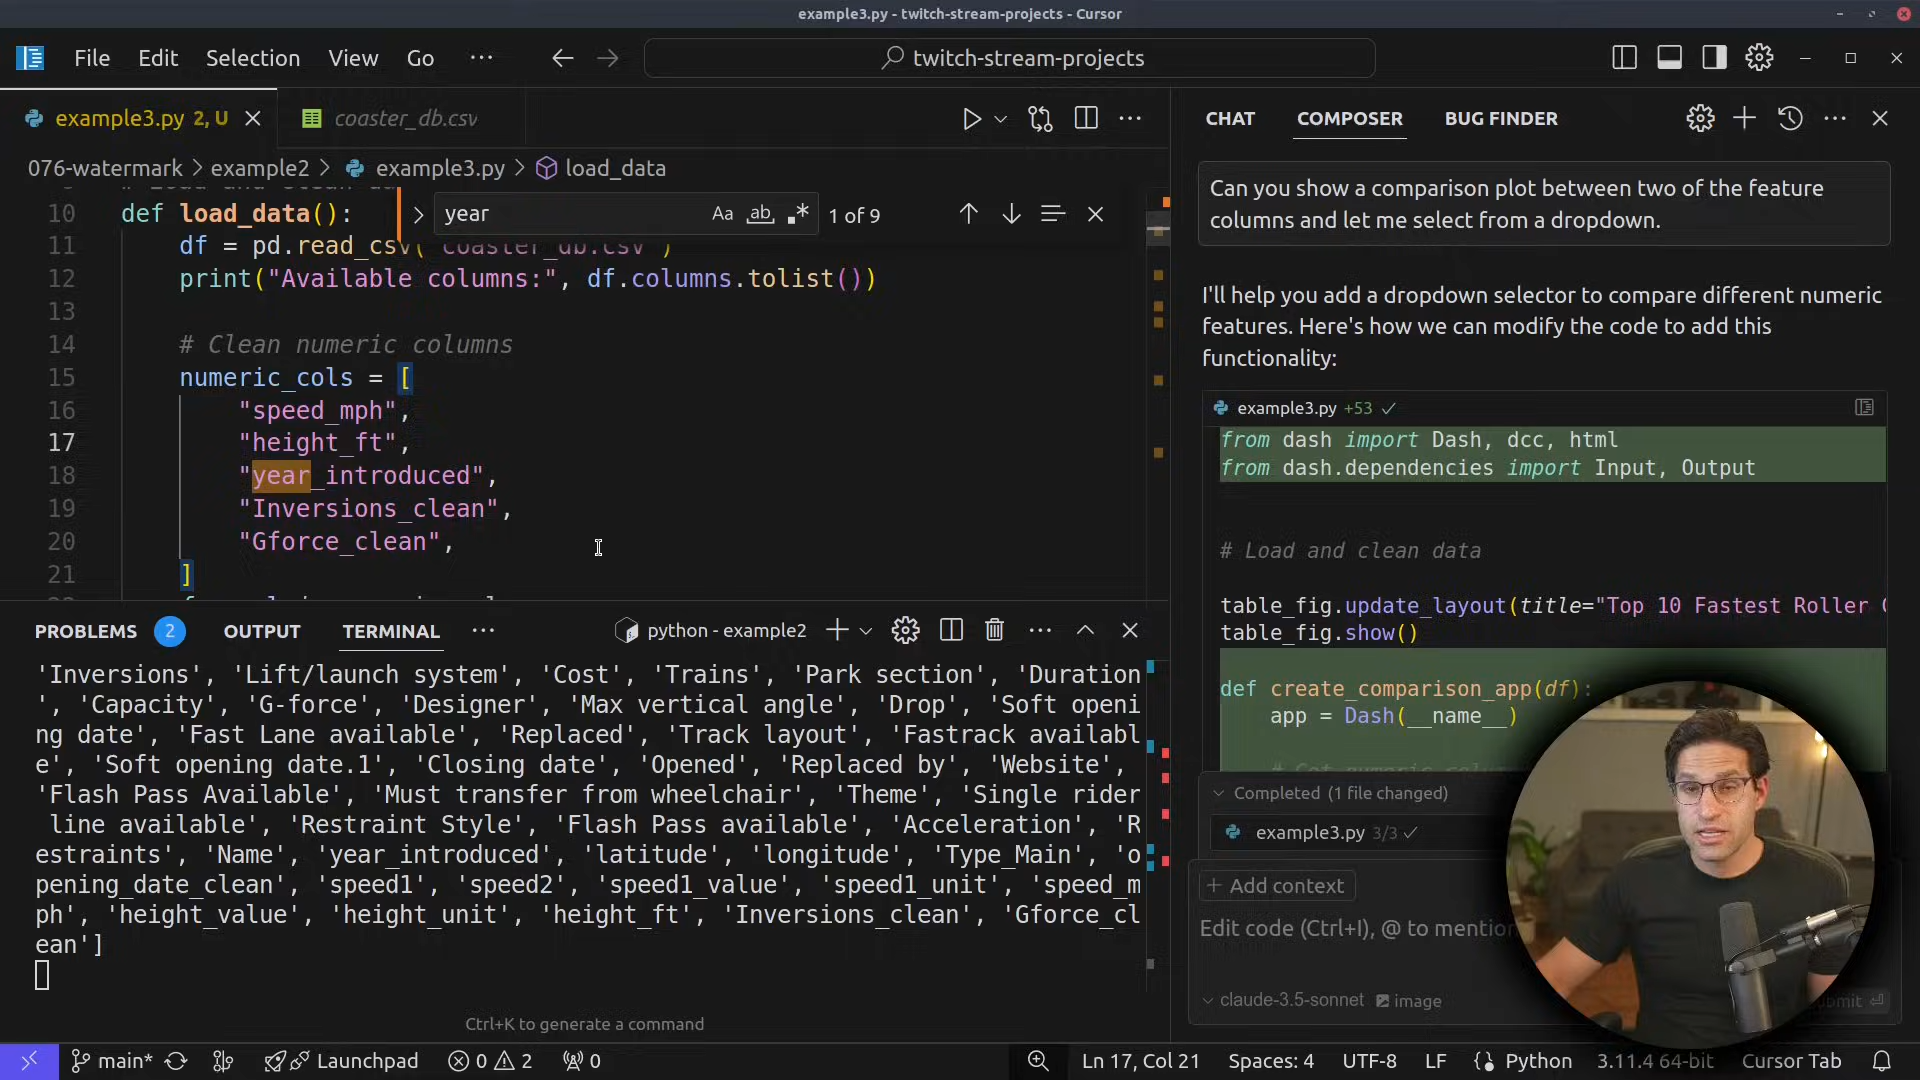 example3.py - twitch-stream-projects - Cursor
File Edit Selection View Go ···
twitch-stream-projects
example3.py 2, U
coaster_db.csv
076-watermark > example2 > example3.py > load_data
year
Aa ab .* 1 of 9
10 def load_data():
11 df = pd.read_csv("coaster_db.csv")
12 print("Available columns:", df.columns.tolist())
13
14 # Clean numeric columns
15 numeric_cols = [
16 "speed_mph",
17 "height_ft",
18 "year_introduced",
19 "Inversions_clean",
20 "Gforce_clean",
21 ]
PROBLEMS 2 OUTPUT TERMINAL ···
python - example2
'Inversions', 'Lift/launch system', 'Cost', 'Trains', 'Park section', 'Duration
', 'Capacity', 'G-force', 'Designer', 'Max vertical angle', 'Drop', 'Soft openi
ng date', 'Fast Lane available', 'Replaced', 'Track layout', 'Fastrack availabl
e', 'Soft opening date.1', 'Closing date', 'Opened', 'Replaced by', 'Website',
'Flash Pass Available', 'Must transfer from wheelchair', 'Theme', 'Single rider
line available', 'Restraint Style', 'Flash Pass available', 'Acceleration', 'R
estraints', 'Name', 'year_introduced', 'latitude', 'longitude', 'Type_Main', 'o
pening_date_clean', 'speed1', 'speed2', 'speed1_value', 'speed1_unit', 'speed_m
ph', 'height_value', 'height_unit', 'height_ft', 'Inversions_clean', 'Gforce_cl
ean']
Ctrl+K to generate a command
CHAT COMPOSER BUG FINDER
Can you show a comparison plot between two of the feature
columns and let me select from a dropdown.
I'll help you add a dropdown selector to compare different numeric
features. Here's how we can modify the code to add this
functionality:
example3.py +53
from dash import Dash, dcc, html
from dash.dependencies import Input, Output
# Load and clean data
table_fig.update_layout(title="Top 10 Fastest Roller
table_fig.show()
def create_comparison_app(df):
app = Dash(__name__)
Completed (1 file changed)
example3.py 3/3
+ Add context
Edit code (Ctrl+I), @ to mention
claude-3.5-sonnet image
main* Launchpad 0 2 0
Ln 17, Col 21 Spaces: 4 UTF-8 LF Python 3.11.4 64-bit Cursor Tab